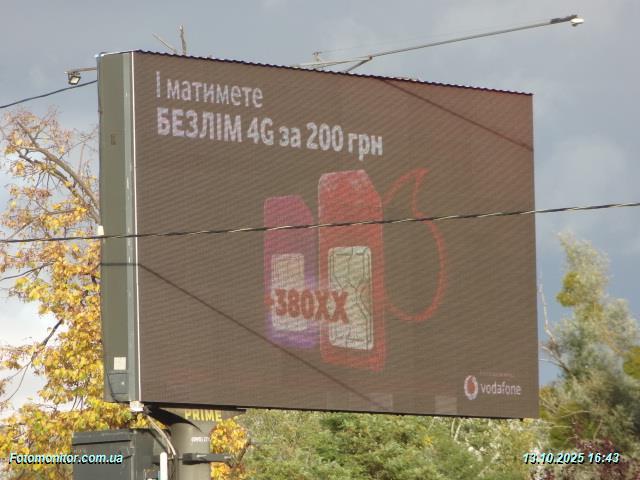 І матимете
БЕЗЛІМ 4G за 200 грн
+380XX
vodafone
PRIME
Fotomonitor.com.ua
13.10.2025 16:43